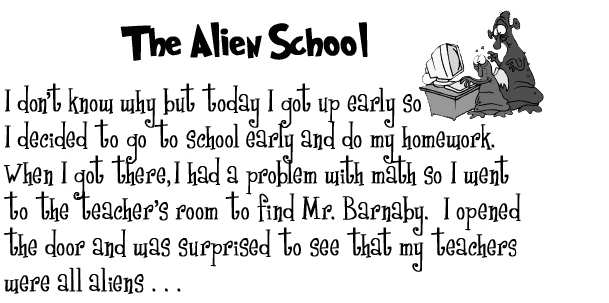 The Alien School
I don't know why but today I got up early so
I decided to go to school early and do my homework.
When I got there, I had a problem with math so I went
to the teacher's room to find Mr. Barnaby. I opened
the door and was surprised to see that my teachers
were all aliens . . .